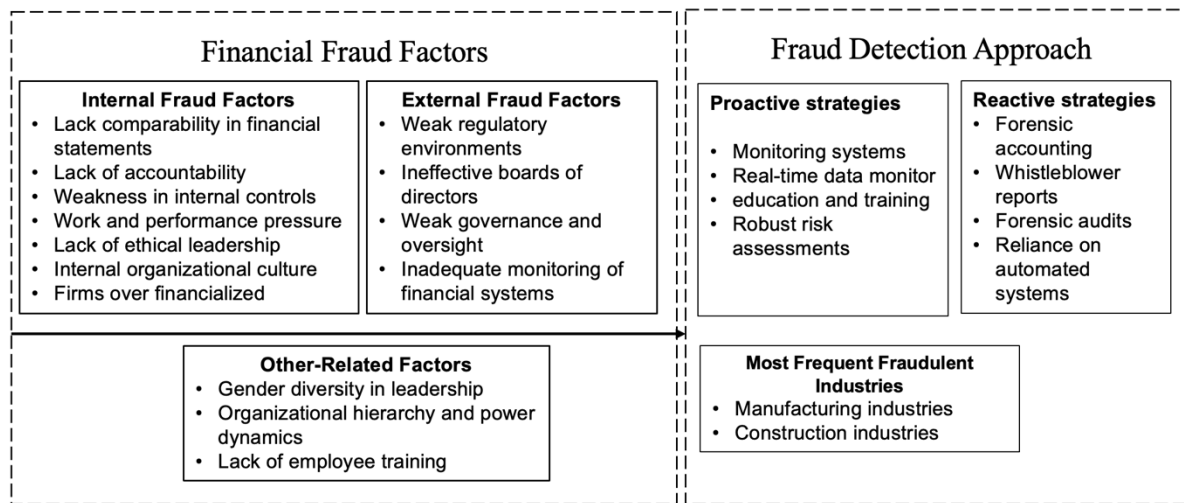 Financial Fraud Factors
Internal Fraud Factors
• Lack comparability in financial
statements
• Lack of accountability
• Weakness in internal controls
• Work and performance pressure
• Lack of ethical leadership
• Internal organizational culture
• Firms over financialized
External Fraud Factors
• Weak regulatory
environments
• Ineffective boards of
directors
• Weak governance and
oversight
• Inadequate monitoring of
financial systems
Other-Related Factors
• Gender diversity in leadership
• Organizational hierarchy and power
dynamics
• Lack of employee training
Fraud Detection Approach
Proactive strategies
• Monitoring systems
• Real-time data monitor
• education and training
• Robust risk
assessments
Reactive strategies
• Forensic
accounting
• Whistleblower
reports
• Forensic audits
• Reliance on
automated
systems
Most Frequent Fraudulent
Industries
• Manufacturing industries
• Construction industries